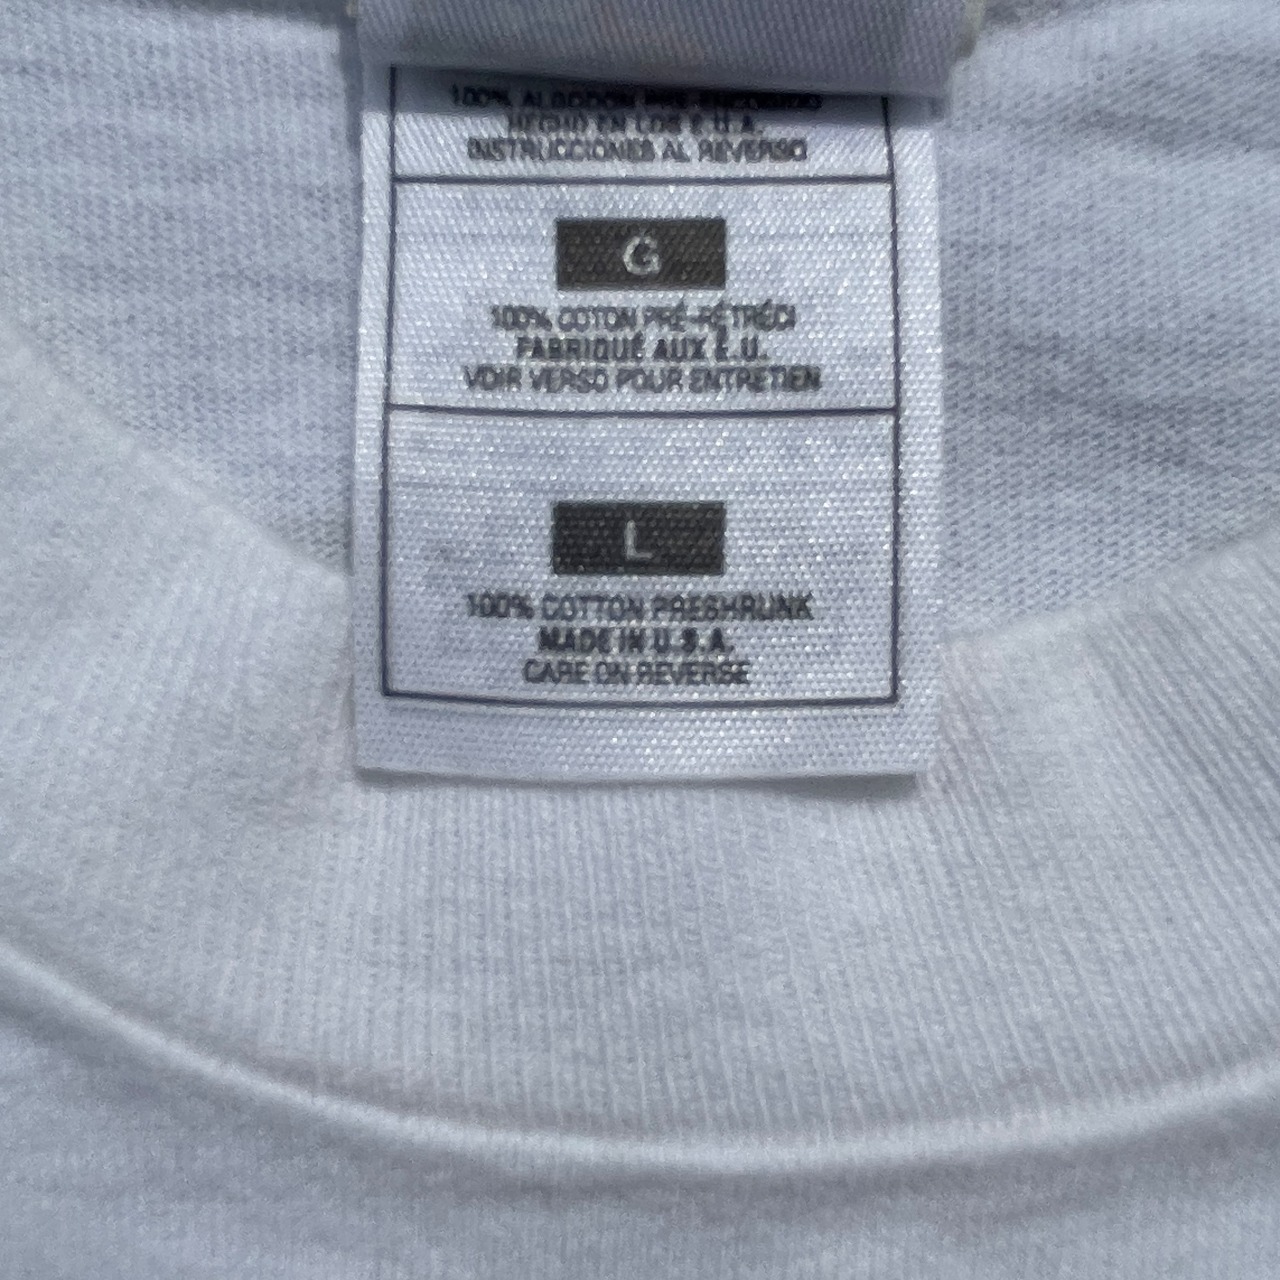 100% ALGODON PRE-ENCOGIDO
HECHO EN LOS E.U.A.
INSTRUCCIONES AL REVERSO
G
100% COTON PRÉ-RÉTRÉCI
FABRIQUÉ AUX É.U.
VOIR VERSO POUR ENTRETIEN
L
100% COTTON PRESHRUNK
MADE IN U.S.A.
CARE ON REVERSE